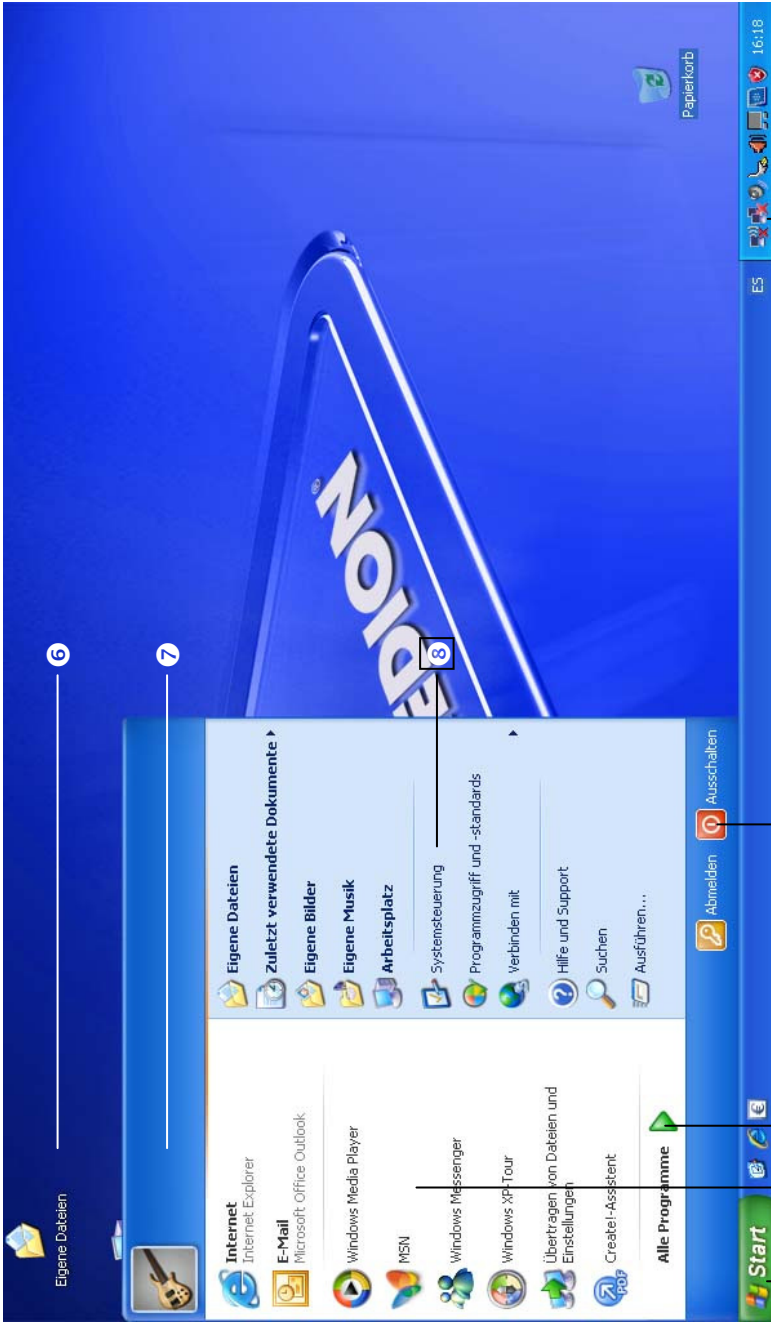 Eigene Dateien
6
7
Internet
Internet Explorer
E-Mail
Microsoft Office Outlook
Windows Media Player
MSN
Windows Messenger
Windows XP-Tour
Übertragen von Dateien und
Einstellungen
Create!-Assistent
Alle Programme
Eigene Dateien
Zuletzt verwendete Dokumente
Eigene Bilder
Eigene Musik
Arbeitsplatz
Systemsteuerung
8
Programmzugriff und -standards
Verbinden mit
Hilfe und Support
Suchen
Ausführen...
Abmelden
Ausschalten
EDION®
Papierkorb
Start
ES
16:18